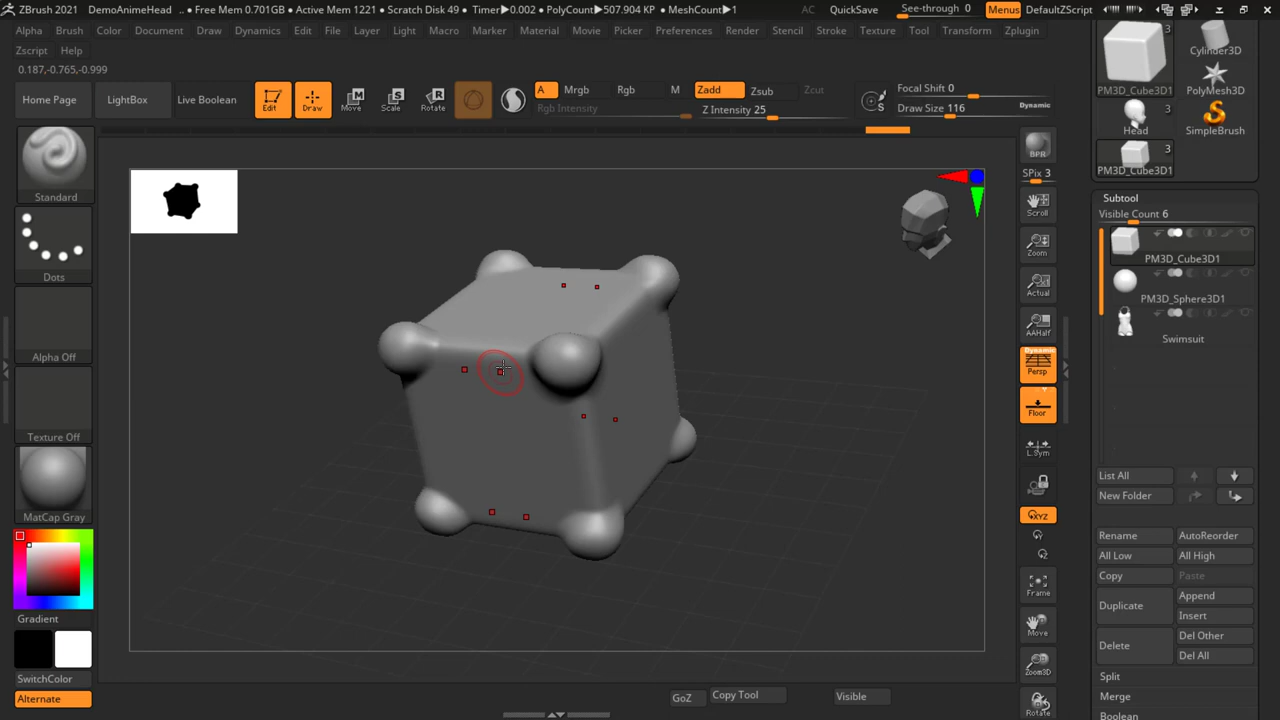 ZBrush 2021 DemoAnimeHead .. • Free Mem 0.701GB • Active Mem 1221 • Scratch Disk 49 • Timer▶0.002 • PolyCount▶507.904 KP • MeshCount▶1 AC QuickSave See-through 0 Menus DefaultZScript
Alpha Brush Color Document Draw Dynamics Edit File Layer Light Macro Marker Material Movie Picker Preferences Render Stencil Stroke Texture Tool Transform Zplugin
Zscript Help
0.187,-0.765,-0.999
Home Page LightBox Live Boolean Edit Draw Move Scale Rotate
M S R
A Mrgb Rgb M Zadd Zsub Zcut
Rgb Intensity Z Intensity 25
S Focal Shift 0
Draw Size 116 Dynamic
Standard
Dots
Alpha Off
Texture Off
MatCap Gray
Gradient
SwitchColor
Alternate
BPR
SPix 3
Scroll
Zoom
Actual
AAHalf
Dynamic
Persp
Floor
L.Sym
XYZ
Frame
Move
Zoom3D
Rotate
3 Cylinder3D
PM3D_Cube3D1 PolyMesh3D
3
Head SimpleBrush
3
PM3D_Cube3D1
Subtool
Visible Count 6
PM3D_Cube3D1
PM3D_Sphere3D1
Swimsuit
List All
New Folder
Rename AutoReorder
All Low All High
Copy Paste
Duplicate Append
Insert
Delete Del Other
Del All
Split
Merge
Boolean
GoZ Copy Tool Visible